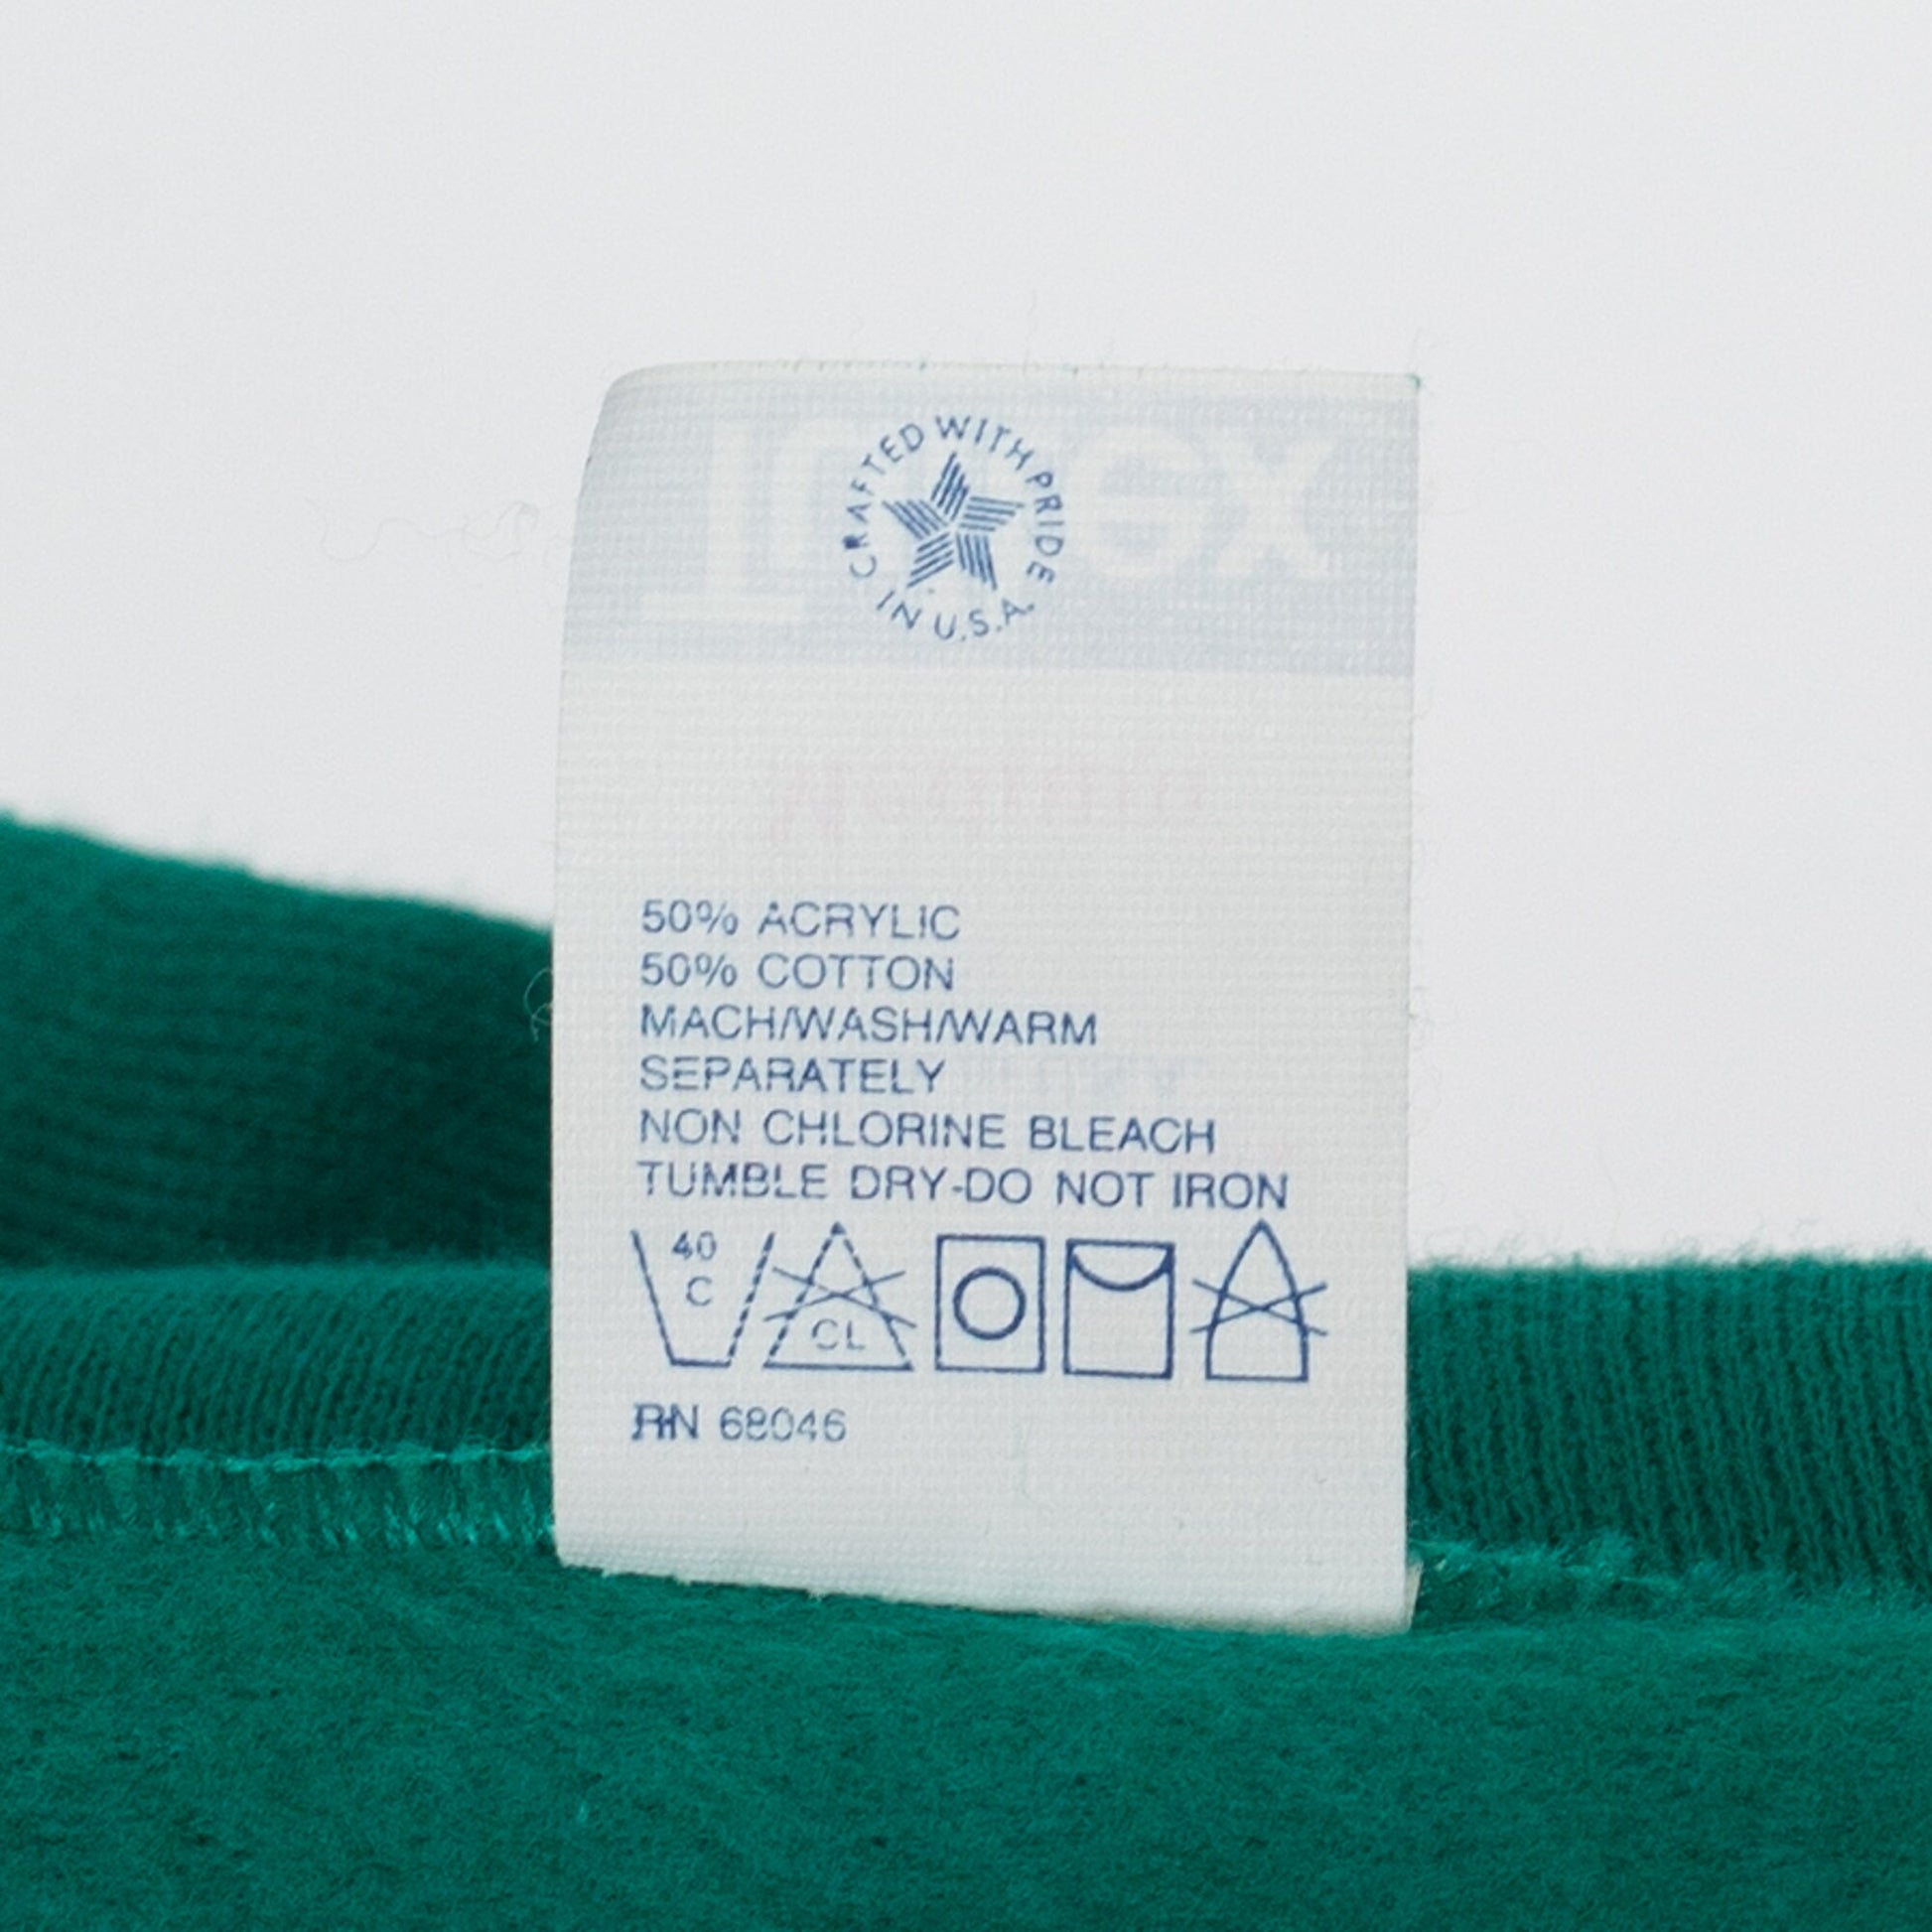 CRAFTED WITH PRIDE
IN U.S.A.
50% ACRYLIC
50% COTTON
MACH/WASH/WARM
SEPARATELY
NON CHLORINE BLEACH
TUMBLE DRY-DO NOT IRON
40
C
CL
RN 68046